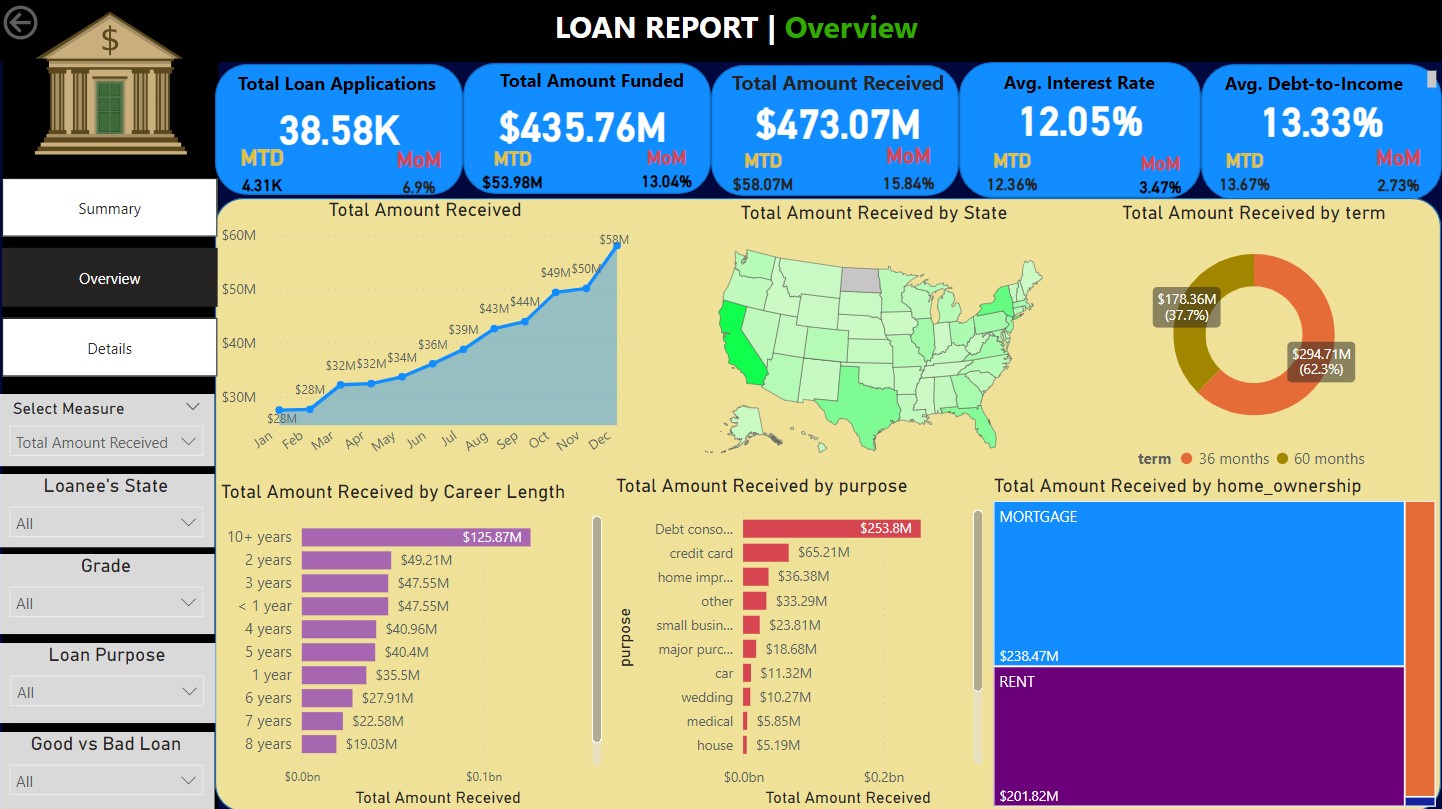 LOAN REPORT | Overview
$
Total Loan Applications
38.58K
MTD
MoM
4.31K
6.9%
Total Amount Funded
$435.76M
MTD
MoM
$53.98M
13.04%
Total Amount Received
$473.07M
MTD
MoM
$58.07M
15.84%
Avg. Interest Rate
12.05%
MTD
MoM
12.36%
3.47%
Avg. Debt-to-Income
13.33%
MTD
MoM
13.67%
2.73%
Summary
Overview
Details
Select Measure
Total Amount Received
Loanee's State
All
Grade
All
Loan Purpose
All
Good vs Bad Loan
All
Total Amount Received
$60M
$50M
$40M
$30M
$28M
$28M
$32M
$32M
$34M
$36M
$39M
$43M
$44M
$49M
$50M
$58M
Jan
Feb
Mar
Apr
May
Jun
Jul
Aug
Sep
Oct
Nov
Dec
Total Amount Received by State
Total Amount Received by term
$178.36M
(37.7%)
$294.71M
(62.3%)
term
36 months
60 months
Total Amount Received by Career Length
10+ years $125.87M
2 years $49.21M
3 years $47.55M
< 1 year $47.55M
4 years $40.96M
5 years $40.4M
1 year $35.5M
6 years $27.91M
7 years $22.58M
8 years $19.03M
$0.0bn $0.1bn
Total Amount Received
Total Amount Received by purpose
purpose
Debt conso... $253.8M
credit card $65.21M
home impr... $36.38M
other $33.29M
small busin... $23.81M
major purc... $18.68M
car $11.32M
wedding $10.27M
medical $5.85M
house $5.19M
$0.0bn $0.2bn
Total Amount Received
Total Amount Received by home_ownership
MORTGAGE
$238.47M
RENT
$201.82M